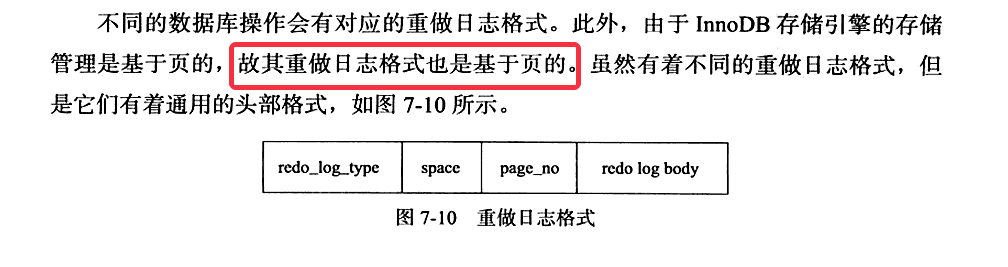 不同的数据库操作会有对应的重做日志格式。此外，由于 InnoDB 存储引擎的存储
管理是基于页的，故其重做日志格式也是基于页的。虽然有着不同的重做日志格式，但
是它们有着通用的头部格式，如图 7-10 所示。
redo_log_type space page_no redo log body
图 7-10 重做日志格式